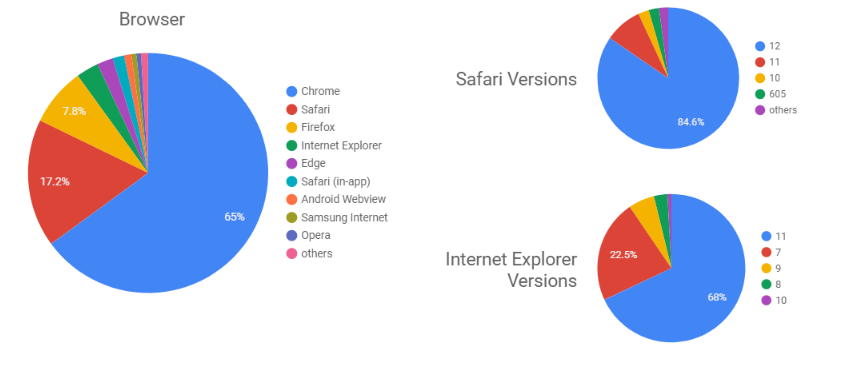 Browser
7.8%
17.2%
65%
Chrome
Safari
Firefox
Internet Explorer
Edge
Safari (in-app)
Android Webview
Samsung Internet
Opera
others
Safari Versions
84.6%
12
11
10
605
others
Internet Explorer
Versions
22.5%
68%
11
7
9
8
10